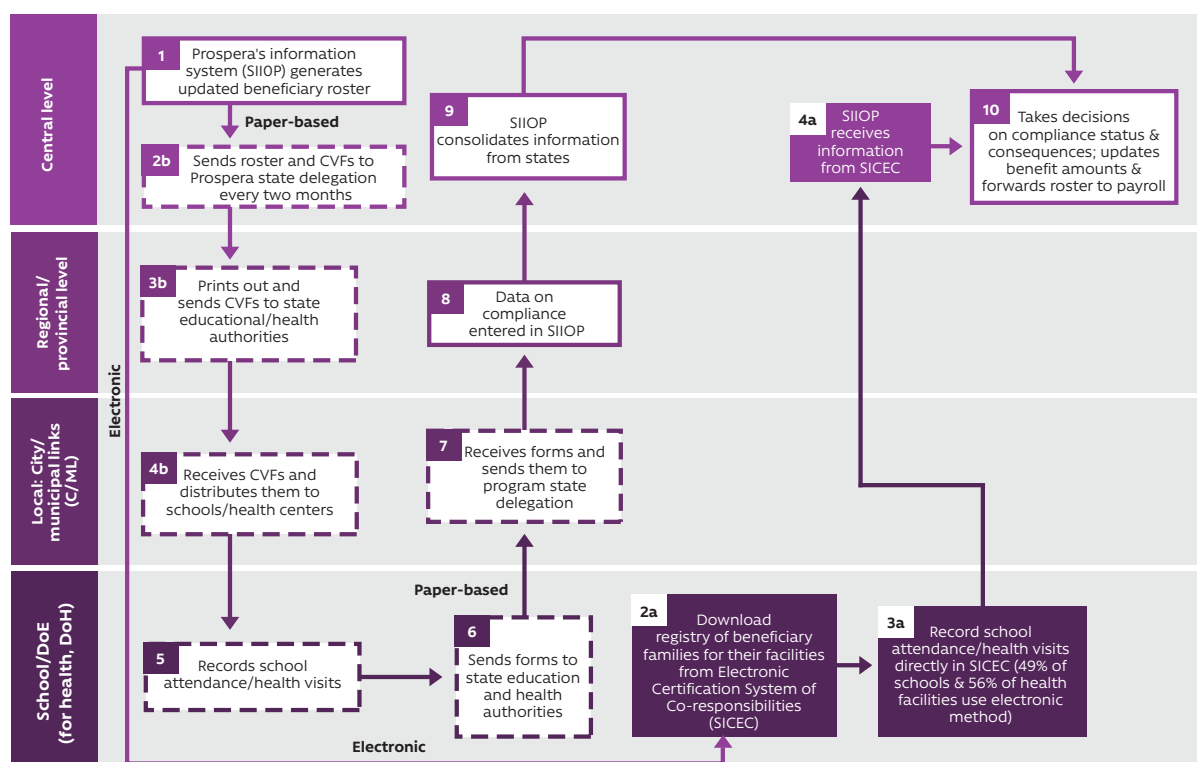 Central level
1
Prospera's information
system (SII0P) generates
updated beneficiary roster
Paper-based
2b
Sends roster and CVFs to
Prospera state delegation
every two months
9
SIIOP
consolidates information
from states
4a
SIIOP
receives
information
from SICEC
10
Takes decisions
on compliance status &
consequences; updates
benefit amounts &
forwards roster to payroll
Regional/
provincial level
3b
Prints out and
sends CVFs to state
educational/health
authorities
8
Data on
compliance
entered in SIIOP
Electronic
Local: City/
municipal links
(C/ML)
4b
Receives CVFs and
distributes them to
schools/health centers
7
Receives forms and
sends them to
program state
delegation
School/DoE
(for health, DoH)
5
Records school
attendance/health visits
Paper-based
6
Sends forms to
state education
and health
authorities
2a
Download
registry of beneficiary
families for their facilities
from Electronic
Certification System of
Co-responsibilities
(SICEC)
3a
Record school
attendance/health visits
directly in SICEC (49% of
schools & 56% of health
facilities use electronic
method)
Electronic